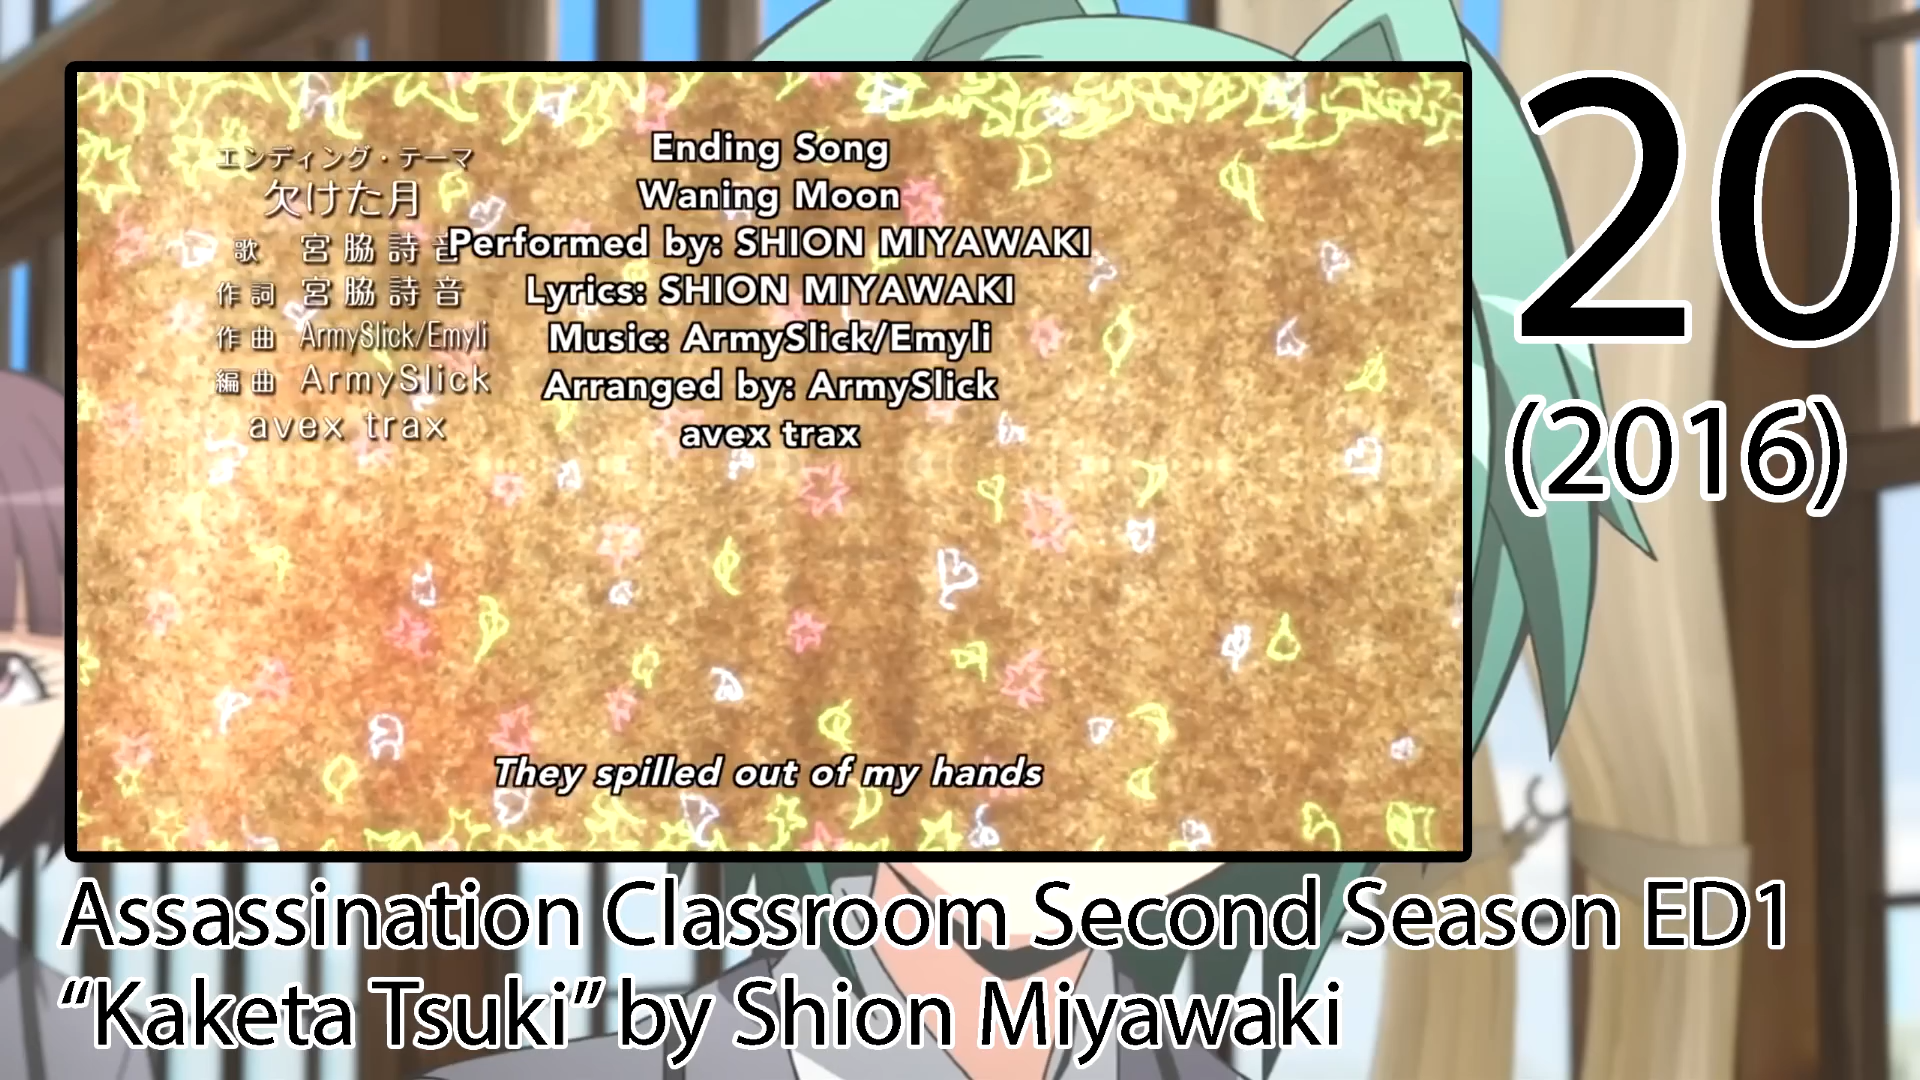 エンディング・テーマ
欠けた月
歌 宮脇詩音
作詞 宮脇詩音
作曲 ArmySlick/Emyli
編曲 ArmySlick
avex trax
Ending Song
Waning Moon
Performed by: SHION MIYAWAKI
Lyrics: SHION MIYAWAKI
Music: ArmySlick/Emyli
Arranged by: ArmySlick
avex trax
They spilled out of my hands
20
(2016)
Assassination Classroom Second Season ED1
“Kaketa Tsuki” by Shion Miyawaki